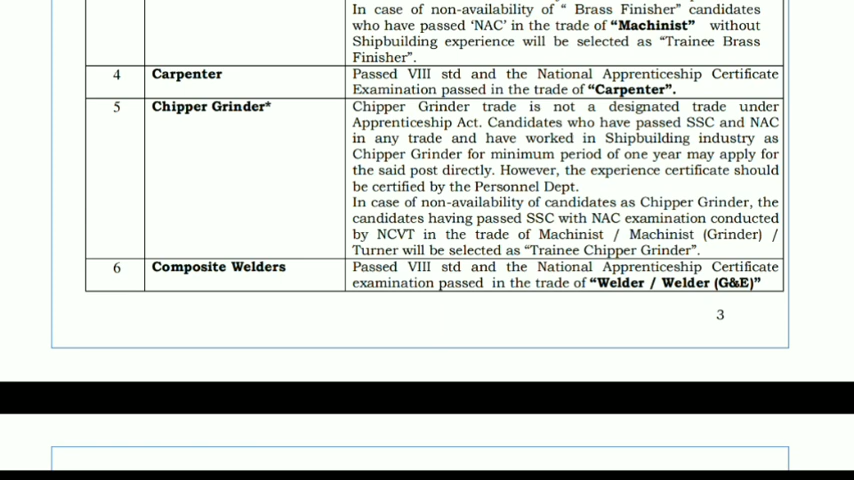 In case of non-availability of “ Brass Finisher” candidates
who have passed ‘NAC’ in the trade of “Machinist” without
Shipbuilding experience will be selected as “Trainee Brass
Finisher”.
4 Carpenter Passed VIII std and the National Apprenticeship Certificate
Examination passed in the trade of “Carpenter”.
5 Chipper Grinder* Chipper Grinder trade is not a designated trade under
Apprenticeship Act. Candidates who have passed SSC and NAC
in any trade and have worked in Shipbuilding industry as
Chipper Grinder for minimum period of one year may apply for
the said post directly. However, the experience certificate should
be certified by the Personnel Dept.
In case of non-availability of candidates as Chipper Grinder, the
candidates having passed SSC with NAC examination conducted
by NCVT in the trade of Machinist / Machinist (Grinder) /
Turner will be selected as “Trainee Chipper Grinder”.
6 Composite Welders Passed VIII std and the National Apprenticeship Certificate
examination passed in the trade of “Welder / Welder (G&E)”
3